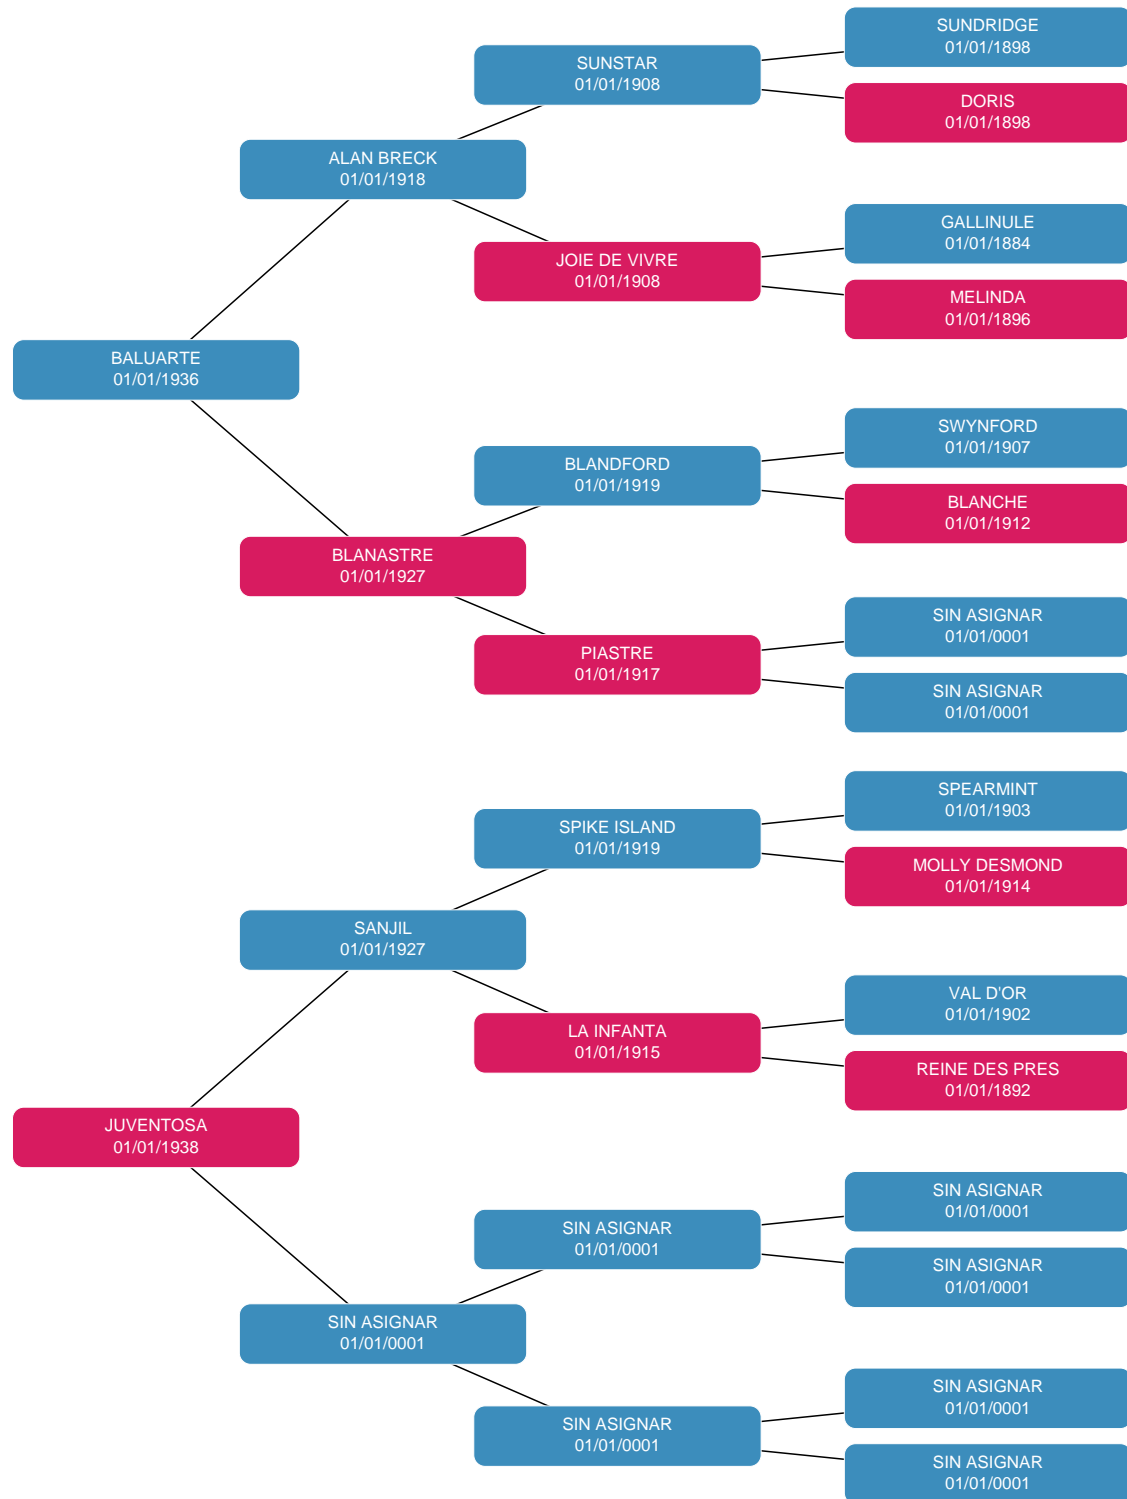 SUNDRIDGE
01/01/1898
SUNSTAR
01/01/1908
DORIS
01/01/1898
ALAN BRECK
01/01/1918
GALLINULE
01/01/1884
JOIE DE VIVRE
01/01/1908
MELINDA
01/01/1896
BALUARTE
01/01/1936
SWYNFORD
01/01/1907
BLANDFORD
01/01/1919
BLANCHE
01/01/1912
BLANASTRE
01/01/1927
SIN ASIGNAR
01/01/0001
PIASTRE
01/01/1917
SIN ASIGNAR
01/01/0001
SPEARMINT
01/01/1903
SPIKE ISLAND
01/01/1919
MOLLY DESMOND
01/01/1914
SANJIL
01/01/1927
VAL D'OR
01/01/1902
LA INFANTA
01/01/1915
REINE DES PRES
01/01/1892
JUVENTOSA
01/01/1938
SIN ASIGNAR
01/01/0001
SIN ASIGNAR
01/01/0001
SIN ASIGNAR
01/01/0001
SIN ASIGNAR
01/01/0001
SIN ASIGNAR
01/01/0001
SIN ASIGNAR
01/01/0001
SIN ASIGNAR
01/01/0001